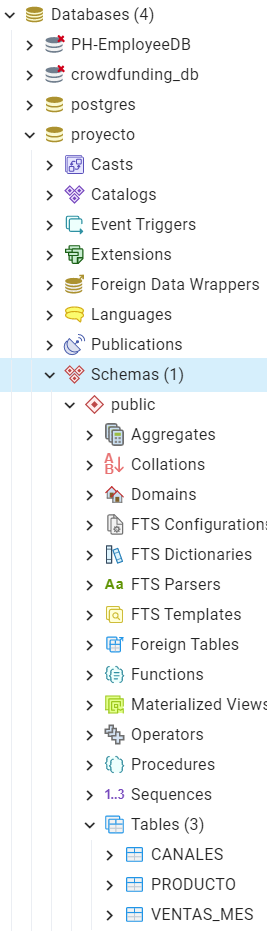 Databases (4)
PH-EmployeeDB
crowdfunding_db
postgres
proyecto
Casts
Catalogs
Event Triggers
Extensions
Foreign Data Wrappers
Languages
Publications
Schemas (1)
public
Aggregates
Collations
Domains
FTS Configurations
FTS Dictionaries
Aa FTS Parsers
FTS Templates
Foreign Tables
Functions
Materialized Views
Operators
Procedures
1..3 Sequences
Tables (3)
CANALES
PRODUCTO
VENTAS_MES